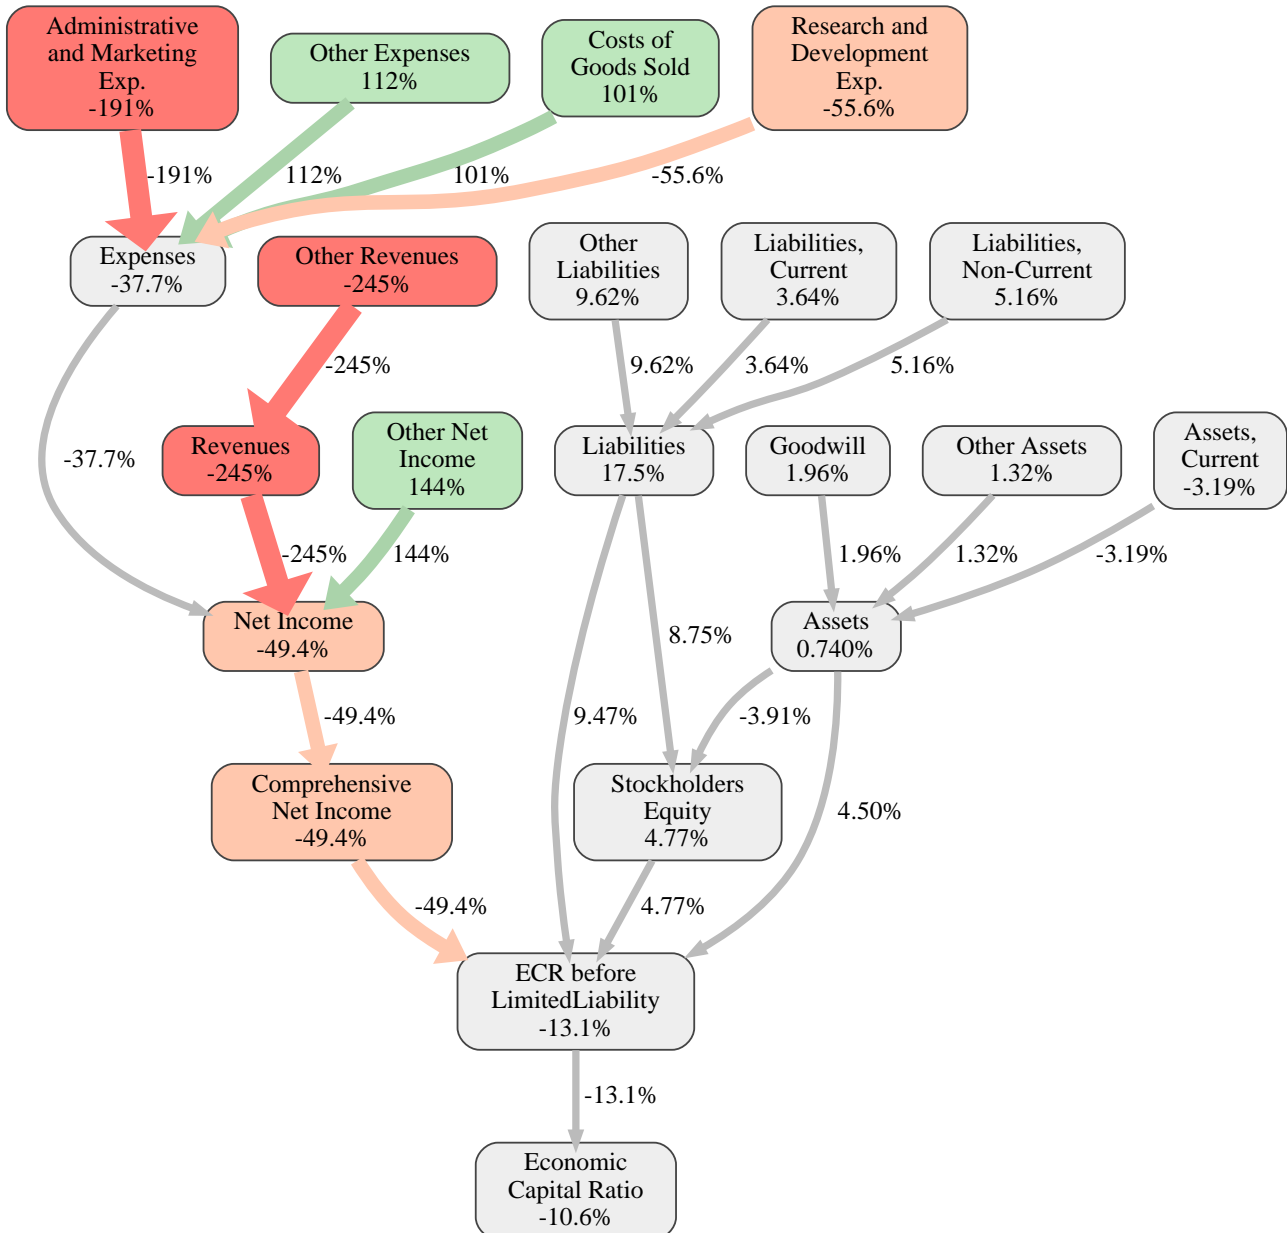 Administrative
and Marketing
Exp.
-191%
Other Expenses
112%
Costs of
Goods Sold
101%
Research and
Development
Exp.
-55.6%
-191%
112%
101%
-55.6%
Expenses
-37.7%
Other Revenues
-245%
Other
Liabilities
9.62%
Liabilities,
Current
3.64%
Liabilities,
Non-Current
5.16%
-245%
9.62%
3.64%
5.16%
-37.7%
Revenues
-245%
Other Net
Income
144%
Liabilities
17.5%
Goodwill
1.96%
Other Assets
1.32%
Assets,
Current
-3.19%
-245%
144%
1.96%
1.32%
-3.19%
Net Income
-49.4%
8.75%
Assets
0.740%
-49.4%
9.47%
-3.91%
Comprehensive
Net Income
-49.4%
Stockholders
Equity
4.77%
4.50%
-49.4%
4.77%
ECR before
LimitedLiability
-13.1%
-13.1%
Economic
Capital Ratio
-10.6%